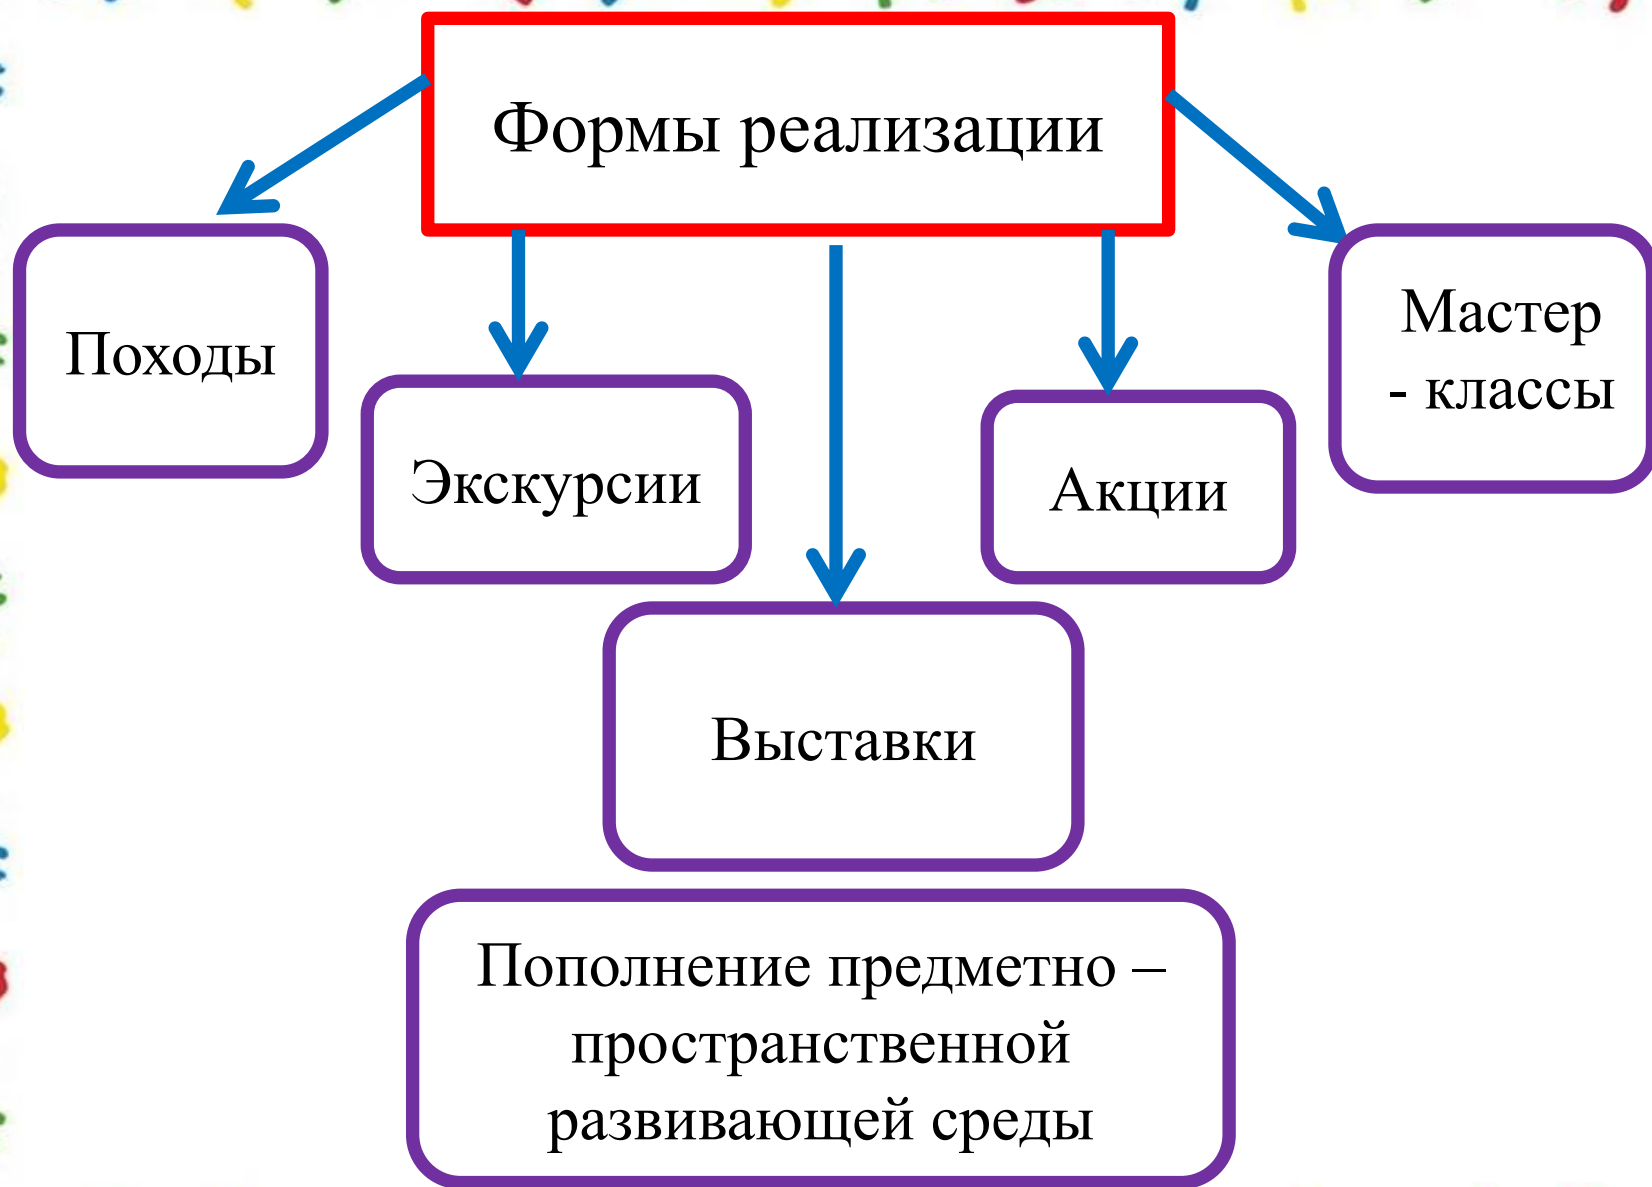 Формы реализации
Походы
Экскурсии
Выставки
Акции
Мастер
- классы
Пополнение предметно –
пространственной
развивающей среды